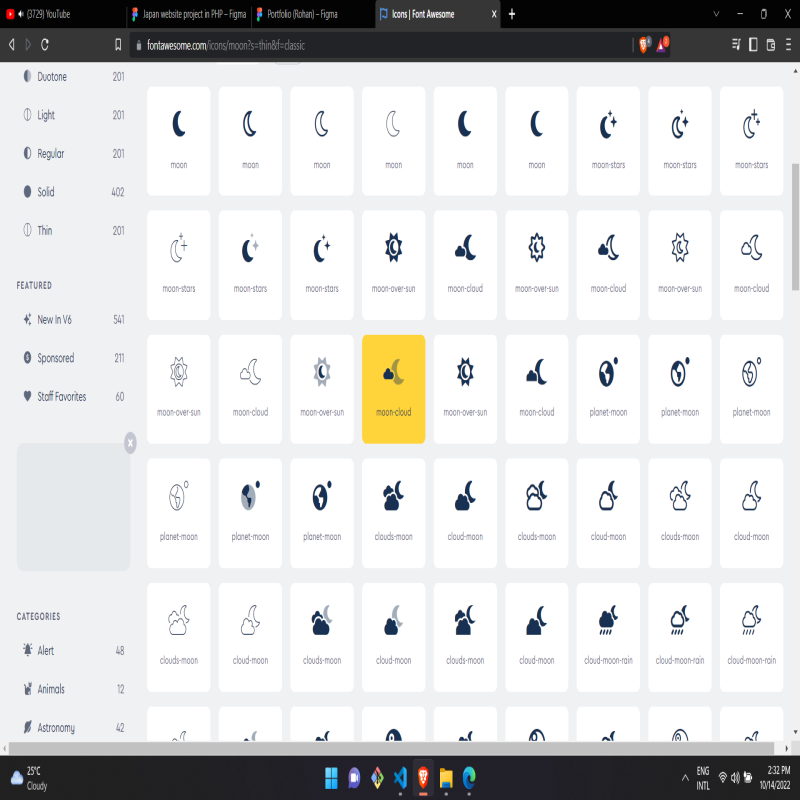 (3729) YouTube
Japan website project in PHP – Figma
Portfolio (Rohan) – Figma
Icons | Font Awesome
fontawesome.com/icons/moon?s=thin&f=classic
Duotone 201
Light 201
Regular 201
Solid 402
Thin 201
FEATURED
New In V6 541
Sponsored 211
Staff Favorites 60
CATEGORIES
Alert 48
Animals 12
Astronomy 42
moon moon moon moon moon moon moon-stars moon-stars moon-stars
moon-stars moon-stars moon-stars moon-over-sun moon-cloud moon-over-sun moon-cloud moon-over-sun moon-cloud
moon-over-sun moon-cloud moon-over-sun moon-cloud moon-over-sun moon-cloud planet-moon planet-moon planet-moon
planet-moon planet-moon planet-moon clouds-moon cloud-moon clouds-moon cloud-moon clouds-moon cloud-moon
clouds-moon cloud-moon clouds-moon cloud-moon clouds-moon cloud-moon cloud-moon-rain cloud-moon-rain cloud-moon-rain
25°C
Cloudy
ENG
INTL
2:32 PM
10/14/2022